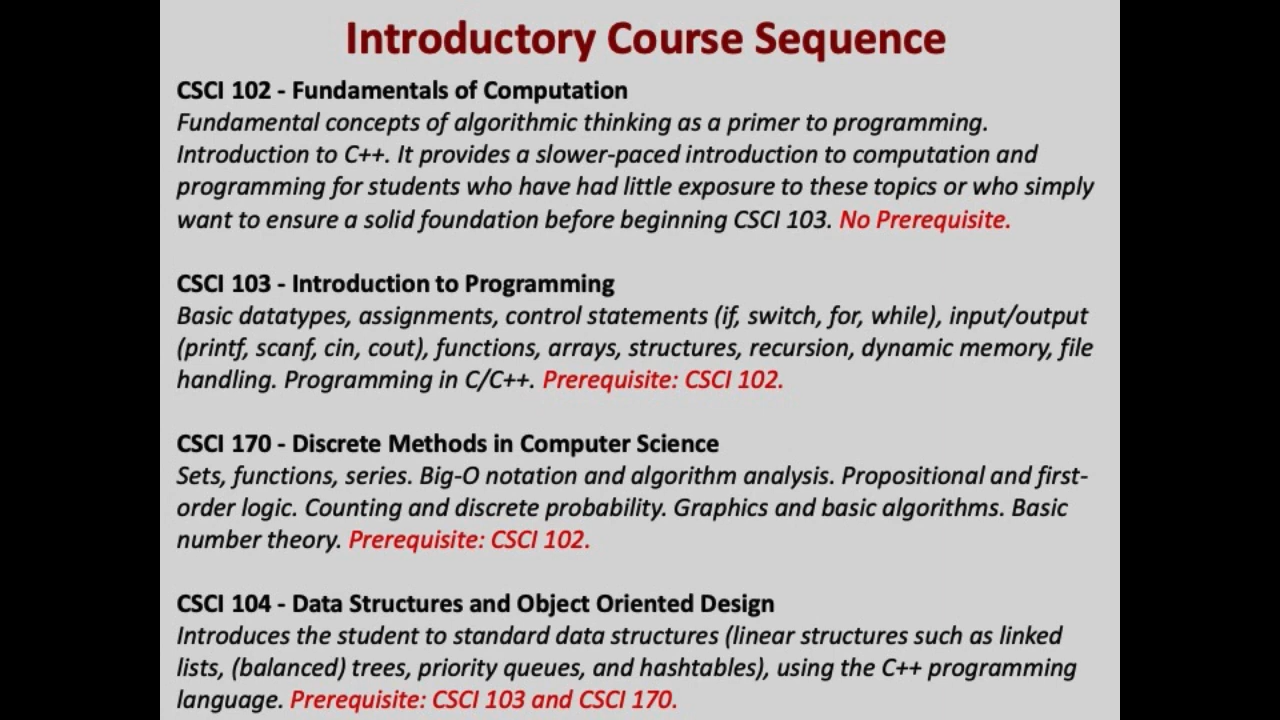 Introductory Course Sequence
CSCI 102 - Fundamentals of Computation
Fundamental concepts of algorithmic thinking as a primer to programming.
Introduction to C++. It provides a slower-paced introduction to computation and
programming for students who have had little exposure to these topics or who simply
want to ensure a solid foundation before beginning CSCI 103. No Prerequisite.
CSCI 103 - Introduction to Programming
Basic datatypes, assignments, control statements (if, switch, for, while), input/output
(printf, scanf, cin, cout), functions, arrays, structures, recursion, dynamic memory, file
handling. Programming in C/C++. Prerequisite: CSCI 102.
CSCI 170 - Discrete Methods in Computer Science
Sets, functions, series. Big-O notation and algorithm analysis. Propositional and first-
order logic. Counting and discrete probability. Graphics and basic algorithms. Basic
number theory. Prerequisite: CSCI 102.
CSCI 104 - Data Structures and Object Oriented Design
Introduces the student to standard data structures (linear structures such as linked
lists, (balanced) trees, priority queues, and hashtables), using the C++ programming
language. Prerequisite: CSCI 103 and CSCI 170.